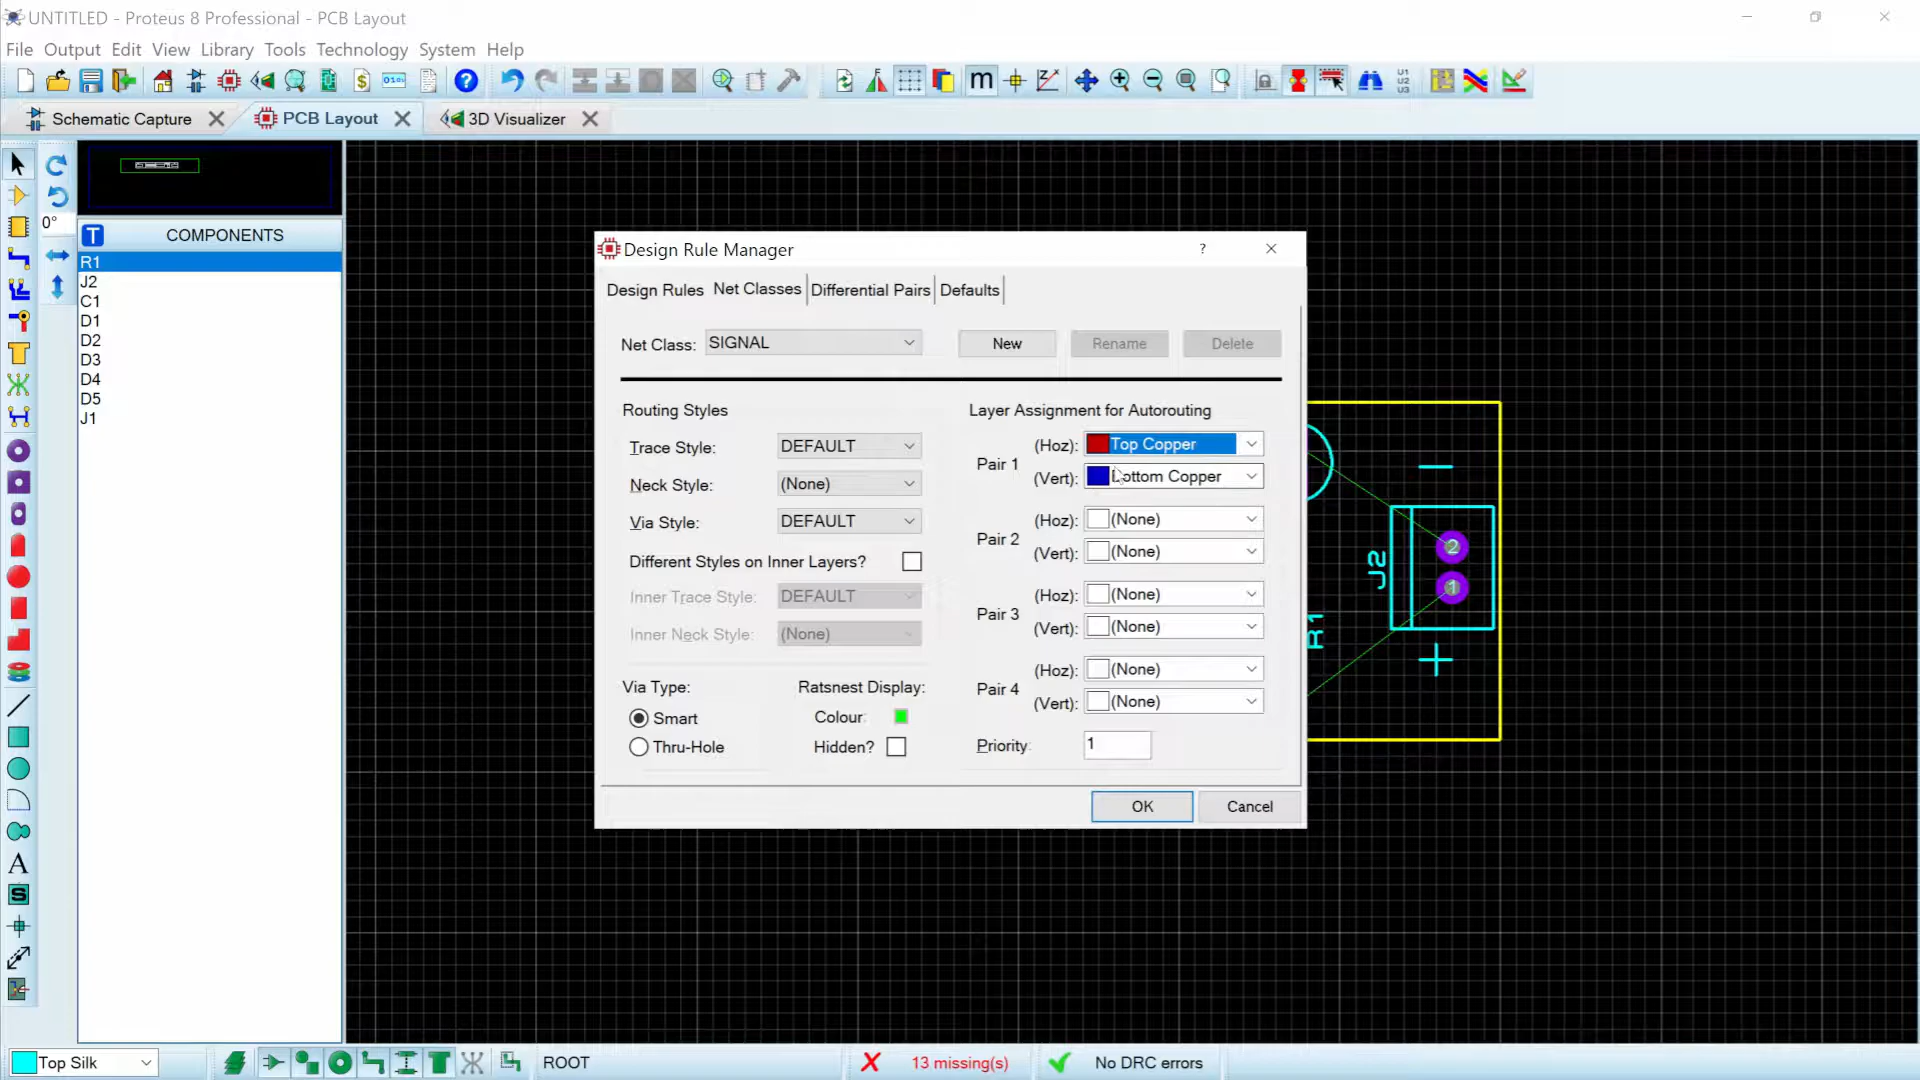 UNTITLED - Proteus 8 Professional - PCB Layout
File Output Edit View Library Tools Technology System Help
Schematic Capture
PCB Layout
3D Visualizer
0°
T COMPONENTS
R1
J2
C1
D1
D2
D3
D4
D5
J1
Design Rule Manager
?
Design Rules Net Classes Differential Pairs Defaults
Net Class: SIGNAL New Rename Delete
Routing Styles
Trace Style: DEFAULT
Neck Style: (None)
Via Style: DEFAULT
Different Styles on Inner Layers?
Inner Trace Style: DEFAULT
Inner Neck Style: (None)
Via Type:
Smart
Thru-Hole
Ratsnest Display:
Colour:
Hidden?
Layer Assignment for Autorouting
Pair 1 (Hoz): Top Copper
(Vert): Bottom Copper
Pair 2 (Hoz): (None)
(Vert): (None)
Pair 3 (Hoz): (None)
(Vert): (None)
Pair 4 (Hoz): (None)
(Vert): (None)
Priority: 1
OK Cancel
J2
2
1
R1
Top Silk
ROOT
13 missing(s)
No DRC errors